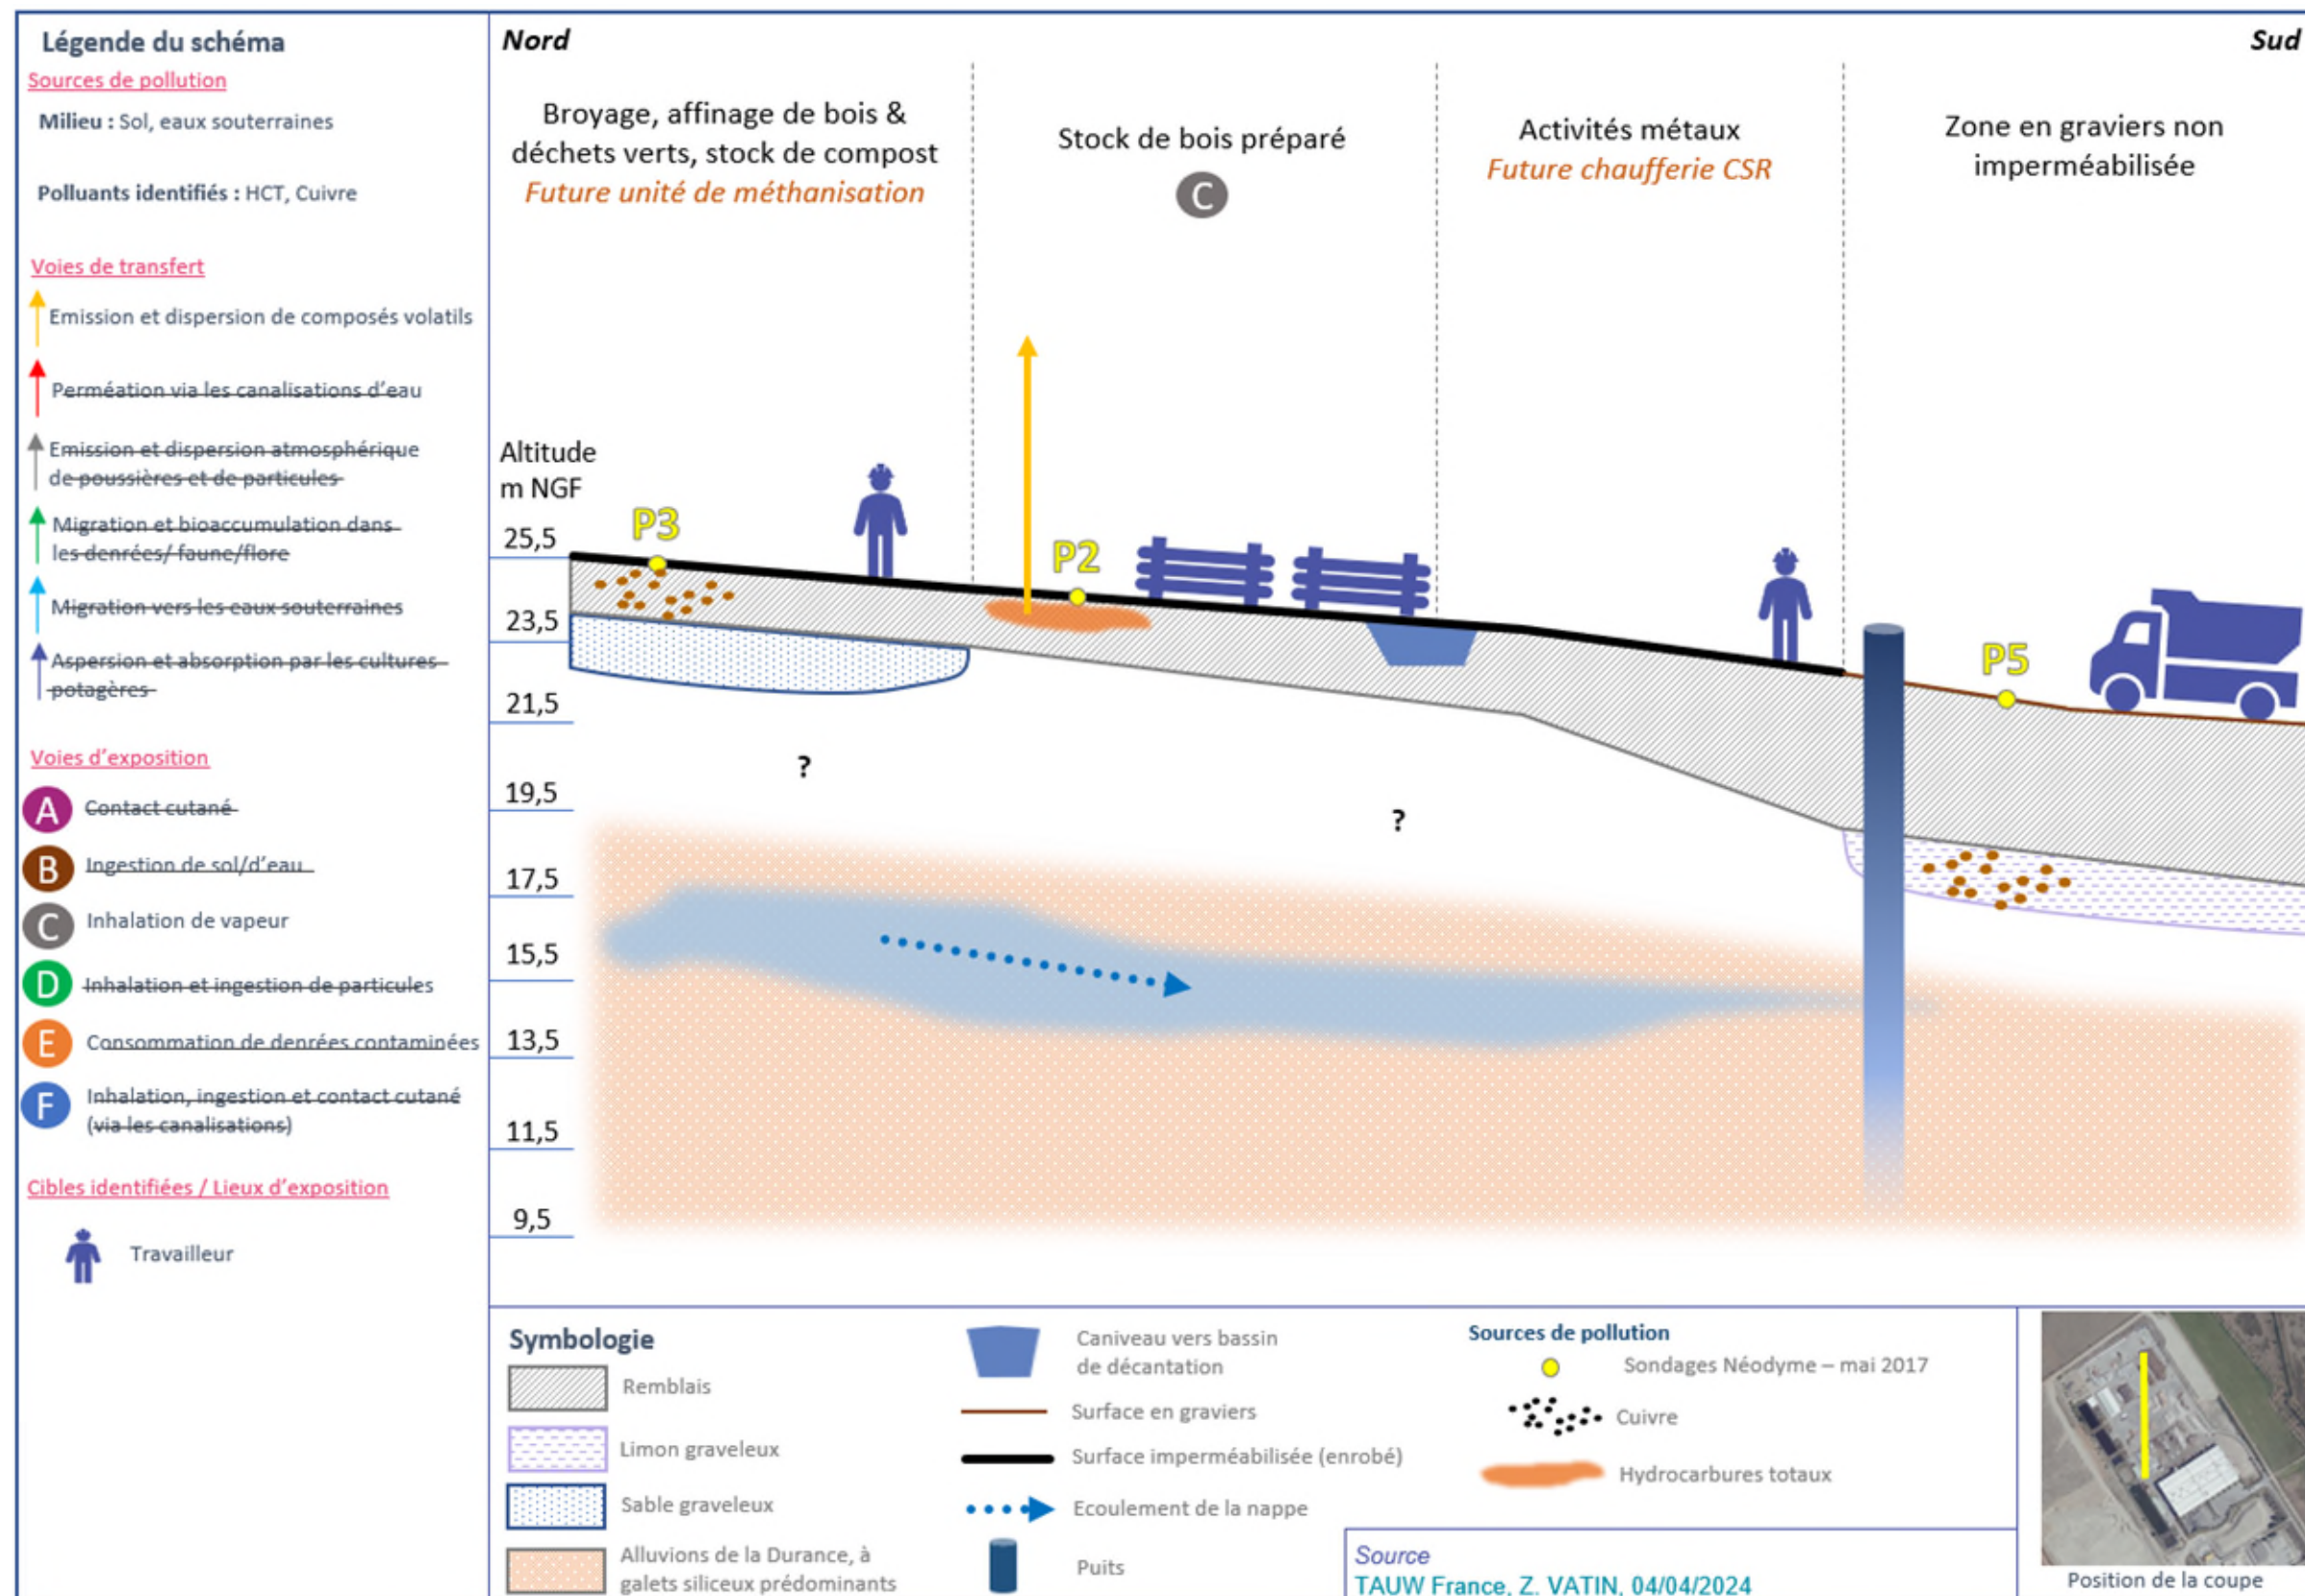 Légende du schéma
Sources de pollution
Milieu : Sol, eaux souterraines
Polluants identifiés : HCT, Cuivre
Voies de transfert
Emission et dispersion de composés volatils
Perméation via les canalisations d'eau
Emission et dispersion atmosphérique
de poussières et de particules
Migration et bioaccumulation dans
les denrées/ faune/flore
Migration vers les eaux souterraines
Aspersion et absorption par les cultures
potagères
Voies d'exposition
A Contact cutané
B Ingestion de sol/d'eau
C Inhalation de vapeur
D Inhalation et ingestion de particules
E Consommation de denrées contaminées
F Inhalation, ingestion et contact cutané
(via les canalisations)
Cibles identifiées / Lieux d'exposition
Travailleur
Nord
Sud
Broyage, affinage de bois &
déchets verts, stock de compost
Future unité de méthanisation
Stock de bois préparé
C
Activités métaux
Future chaufferie CSR
Zone en graviers non
imperméabilisée
Altitude
m NGF
25,5
23,5
21,5
19,5
17,5
15,5
13,5
11,5
9,5
P3
P2
P5
?
?
Symbologie
Remblais
Limon graveleux
Sable graveleux
Alluvions de la Durance, à
galets siliceux prédominants
Caniveau vers bassin
de décantation
Surface en graviers
Surface imperméabilisée (enrobé)
Ecoulement de la nappe
Puits
Sources de pollution
Sondages Néodyme – mai 2017
Cuivre
Hydrocarbures totaux
Source
TAUW France, Z. VATIN, 04/04/2024
Position de la coupe